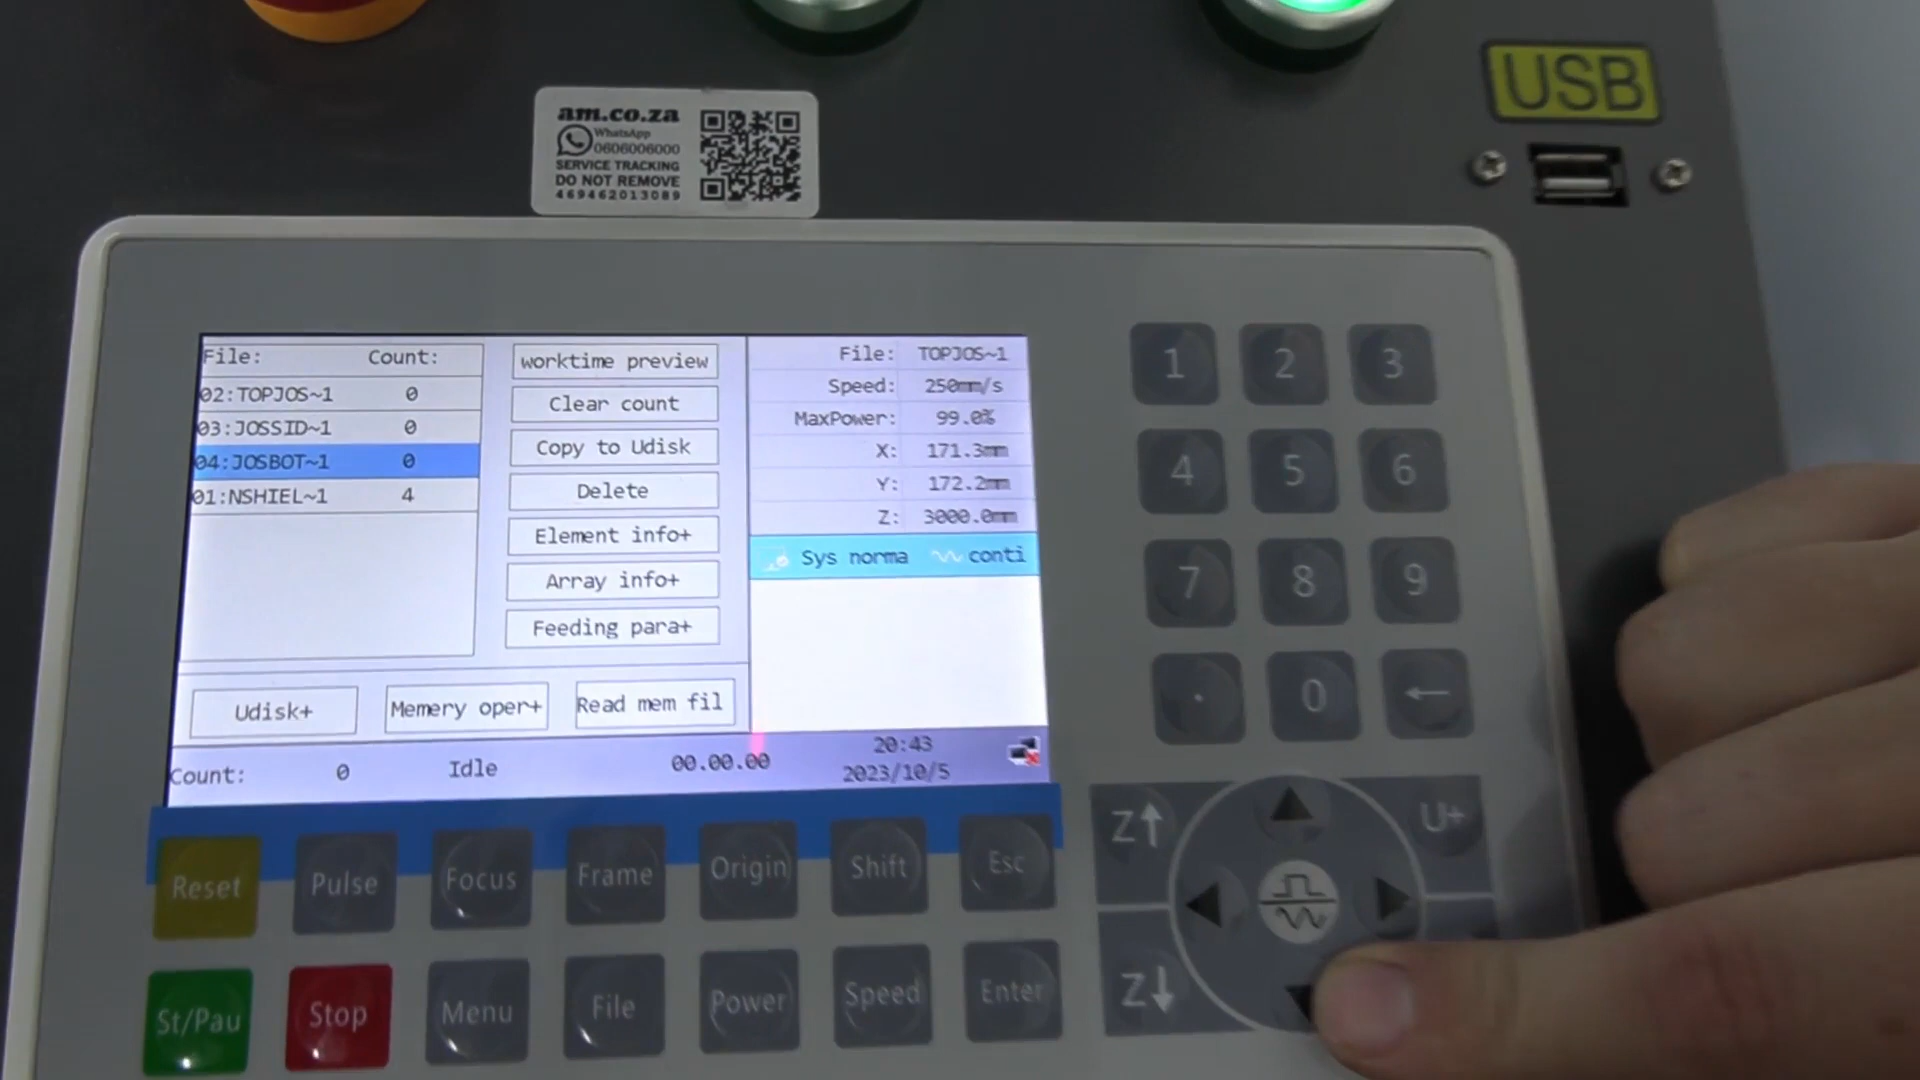 USB
am.co.za
WhatsApp
0606006000
SERVICE TRACKING
DO NOT REMOVE
469462013089
File: Count:
02:TOPJOS~1 0
03:JOSSID~1 0
04:JOSBOT~1 0
01:NSHIEL~1 4
worktime preview
Clear count
Copy to Udisk
Delete
Element info+
Array info+
Feeding para+
Udisk+ Memery oper+ Read mem fil
File: TOPJOS~1
Speed: 250mm/s
MaxPower: 99.0%
X: 171.3mm
Y: 172.2mm
Z: 3000.0mm
Sys norma conti
Count: 0 Idle 00.00.00 20:43
2023/10/5
1 2 3
4 5 6
7 8 9
. 0 ←
Reset Pulse Focus Frame Origin Shift Esc
St/Pau Stop Menu File Power Speed Enter
Z↑ U+
Z↓